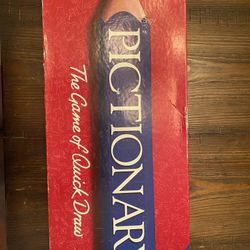 PICTIONARY
The Game of Quick Draw